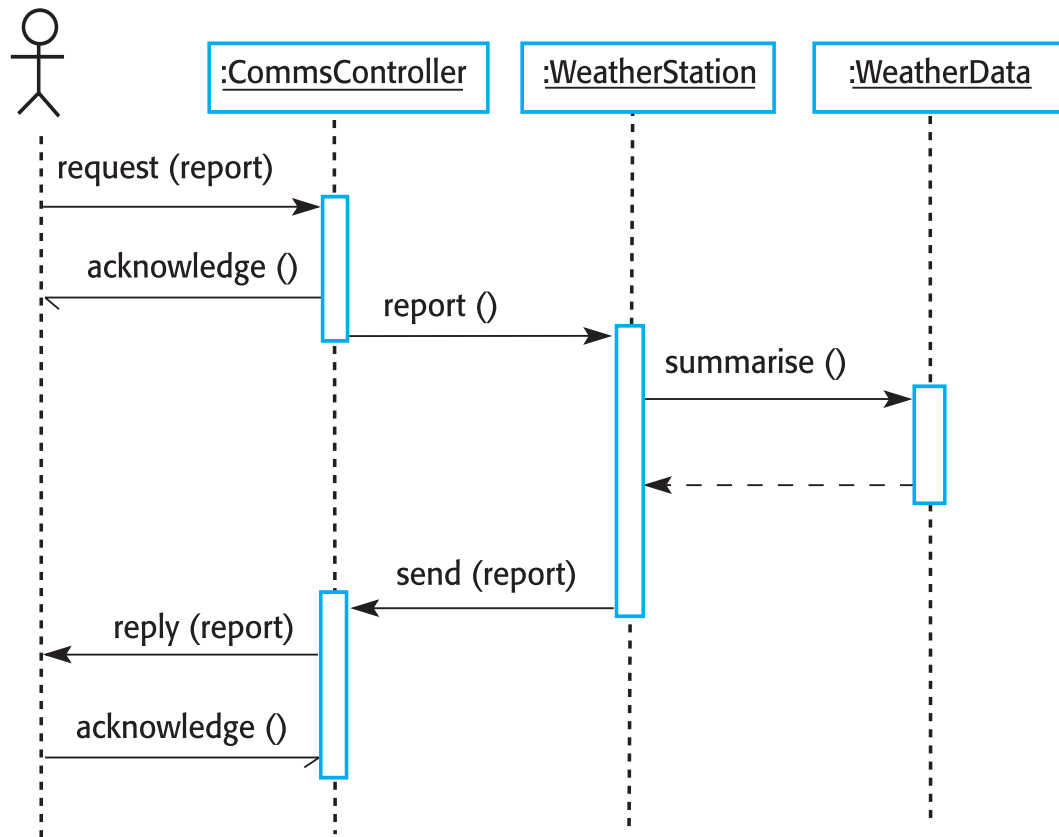 :CommsController
:WeatherStation
:WeatherData
request (report)
acknowledge ()
report ()
summarise ()
send (report)
reply (report)
acknowledge ()